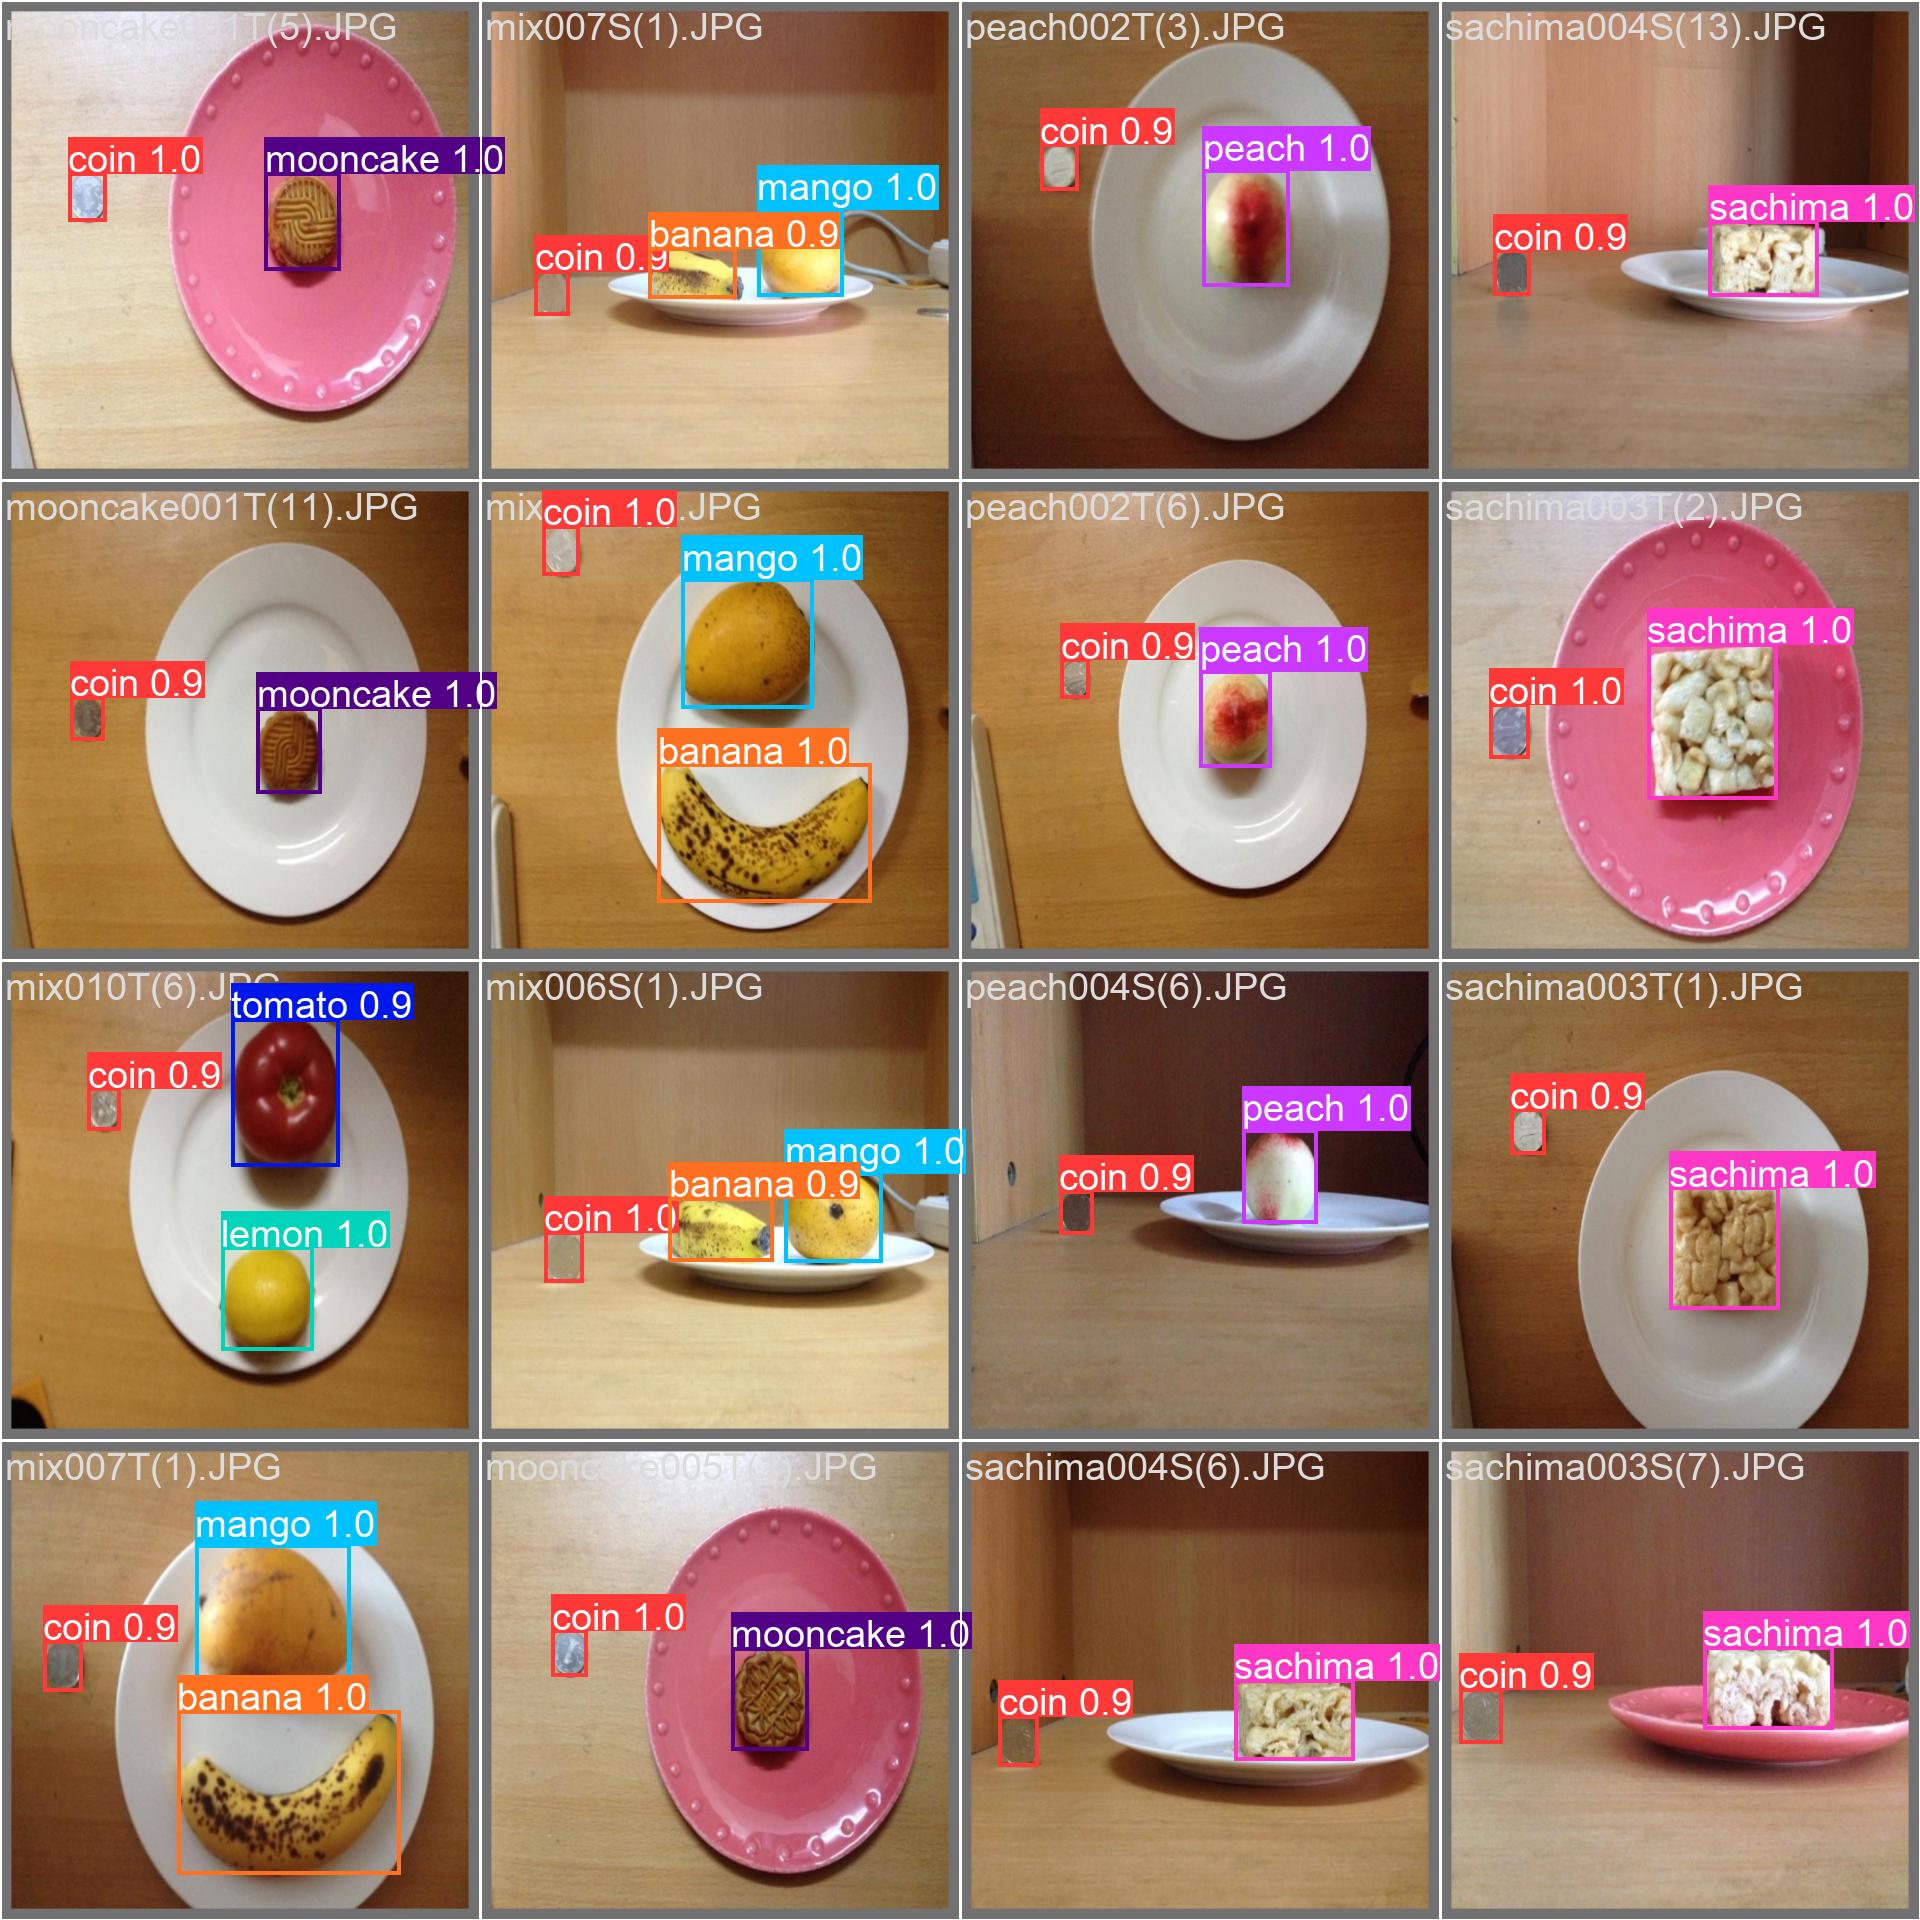 T(5).JPG
coin 1.0
mooncake 1.0
mix007S(1).JPG
mango 1.0
banana 0.9
coin 0.9
peach002T(3).JPG
coin 0.9
peach 1.0
sachima004S(13).JPG
sachima 1.0
coin 0.9
mooncake001T(11).JPG
coin 0.9
mooncake 1.0
mix
.JPG
coin 1.0
mango 1.0
banana 1.0
peach002T(6).JPG
coin 0.9
peach 1.0
sachima003T(2).JPG
sachima 1.0
coin 1.0
mix010T(6).JPG
tomato 0.9
coin 0.9
lemon 1.0
mix006S(1).JPG
mango 1.0
banana 0.9
coin 1.0
peach004S(6).JPG
peach 1.0
coin 0.9
sachima003T(1).JPG
coin 0.9
sachima 1.0
mix007T(1).JPG
mango 1.0
coin 0.9
banana 1.0
coin 1.0
mooncake 1.0
sachima004S(6).JPG
sachima 1.0
coin 0.9
sachima003S(7).JPG
sachima 1.0
coin 0.9